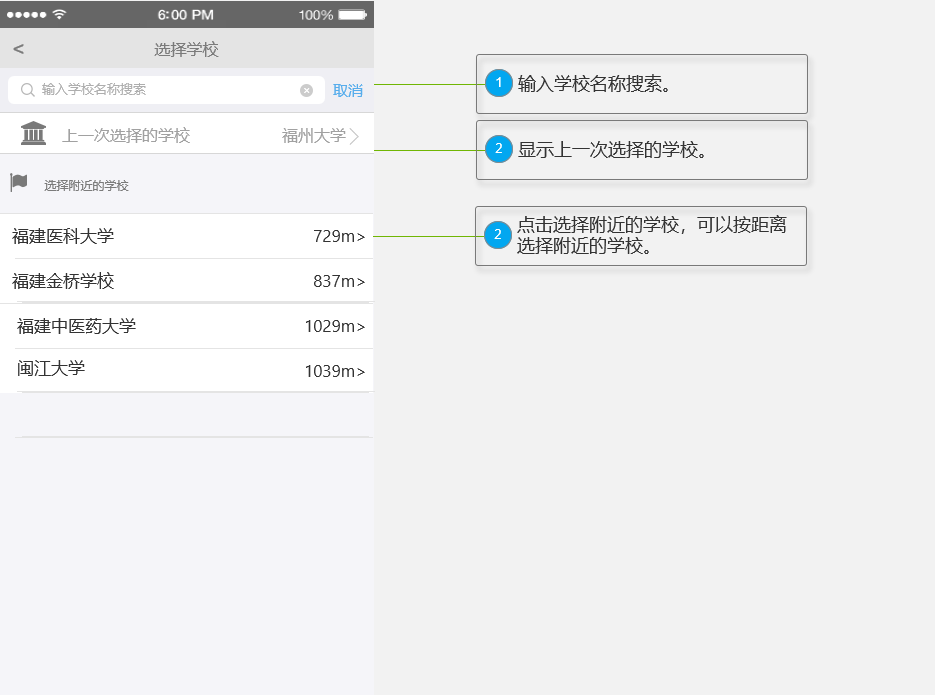 6:00 PM 100%
< 选择学校
输入学校名称搜索 取消
上一次选择的学校 福州大学
选择附近的学校
福建医科大学 729m>
福建金桥学校 837m>
福建中医药大学 1029m>
闽江大学 1039m>
1 输入学校名称搜索。
2 显示上一次选择的学校。
2 点击选择附近的学校，可以按距离
选择附近的学校。